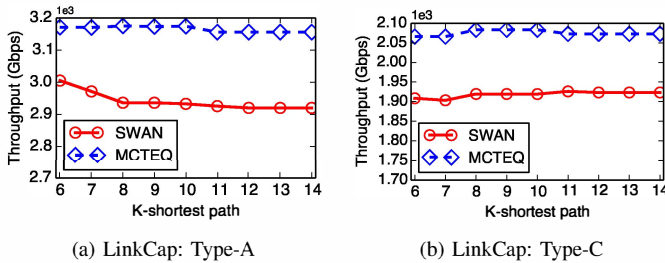 1e3
3.2
3.1
3.0
2.9
2.8
2.7
Throughput (Gbps)
SWAN
MCTEQ
6 7 8 9 10 11 12 13 14
K-shortest path
(a) LinkCap: Type-A
1e3
2.10
2.05
2.00
1.95
1.90
1.85
1.80
1.75
1.70
Throughput (Gbps)
SWAN
MCTEQ
6 7 8 9 10 11 12 13 14
K-shortest path
(b) LinkCap: Type-C